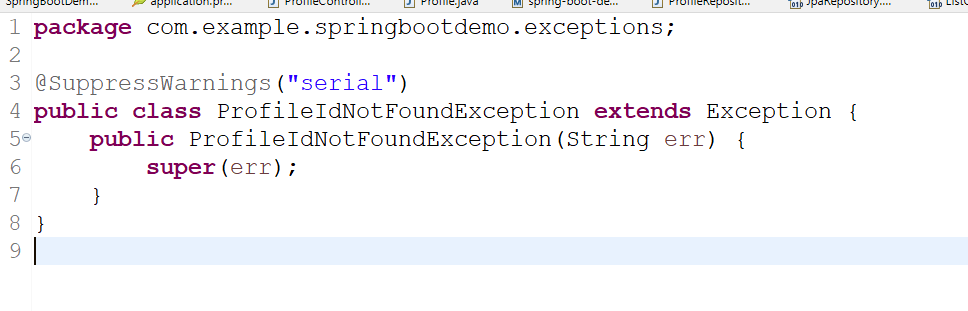 SpringBootDem... application.pr... ProfileControll... Profile.java spring-boot-de... ProfileReposit... JpaRepository....
1 package com.example.springbootdemo.exceptions;
2
3 @SuppressWarnings("serial")
4 public class ProfileIdNotFoundException extends Exception {
5 public ProfileIdNotFoundException(String err) {
6 super(err);
7 }
8 }
9